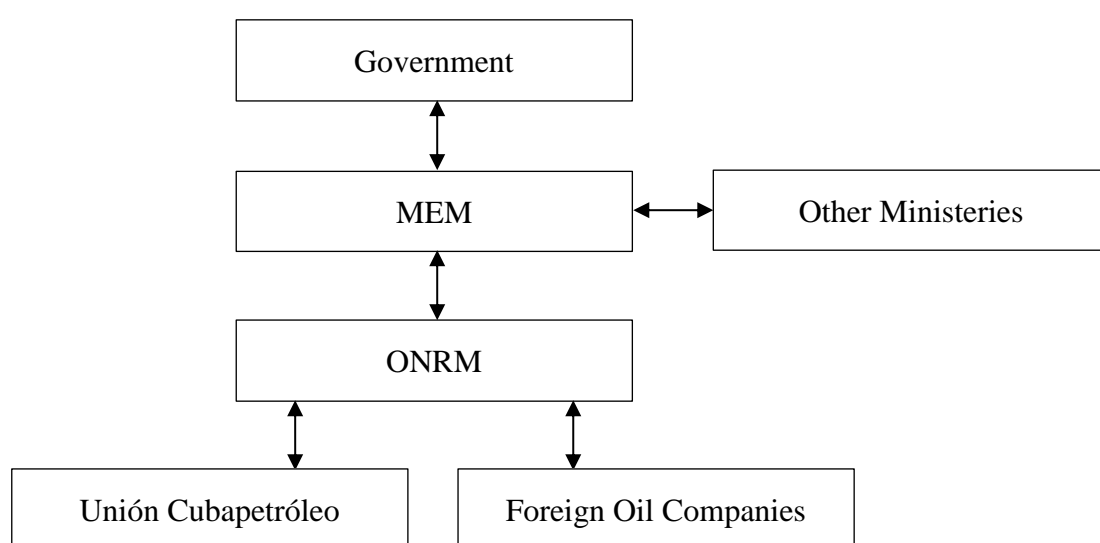 Government
MEM
Other Ministeries
ONRM
Unión Cubapetróleo
Foreign Oil Companies